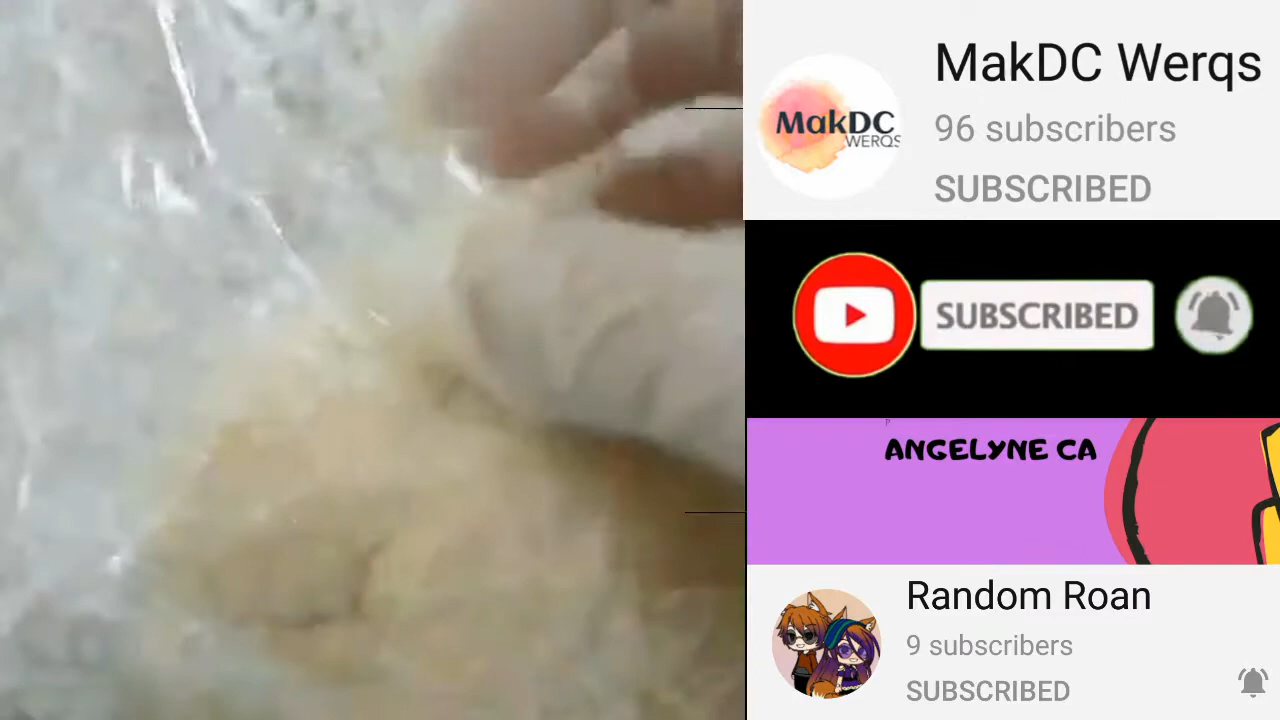 MakDC Werqs
96 subscribers
SUBSCRIBED
MakDC
WERQS
SUBSCRIBED
P
ANGELYNE CA
Random Roan
9 subscribers
SUBSCRIBED